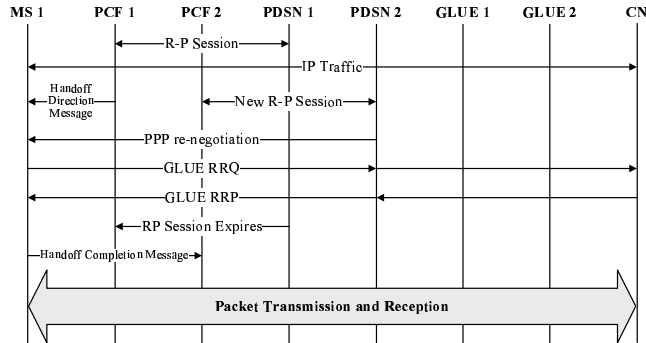 MS 1 PCF 1 PCF 2 PDSN 1 PDSN 2 GLUE 1 GLUE 2 CN
R-P Session
IP Traffic
Handoff
Direction
Message
New R-P Session
PPP re-negotiation
GLUE RRQ
GLUE RRP
RP Session Expires
Handoff Completion Message
Packet Transmission and Reception